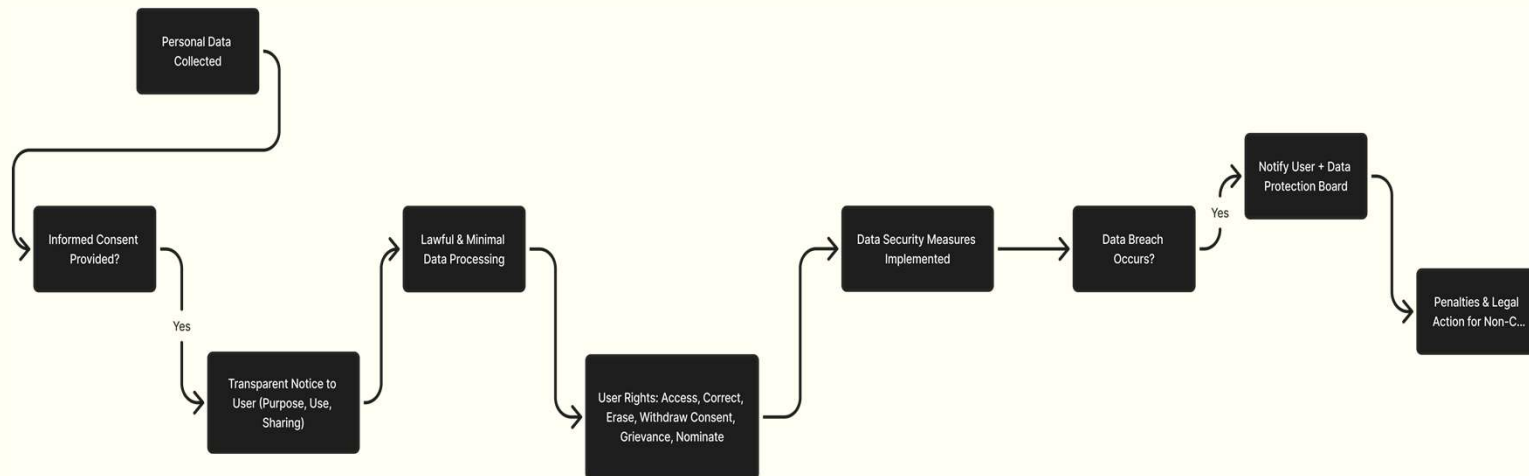 Personal Data
Collected
Informed Consent
Provided?
Yes
Transparent Notice to
User (Purpose, Use,
Sharing)
Lawful & Minimal
Data Processing
User Rights: Access, Correct,
Erase, Withdraw Consent,
Grievance, Nominate
Data Security Measures
Implemented
Data Breach
Occurs?
Yes
Notify User + Data
Protection Board
Penalties & Legal
Action for Non-C...